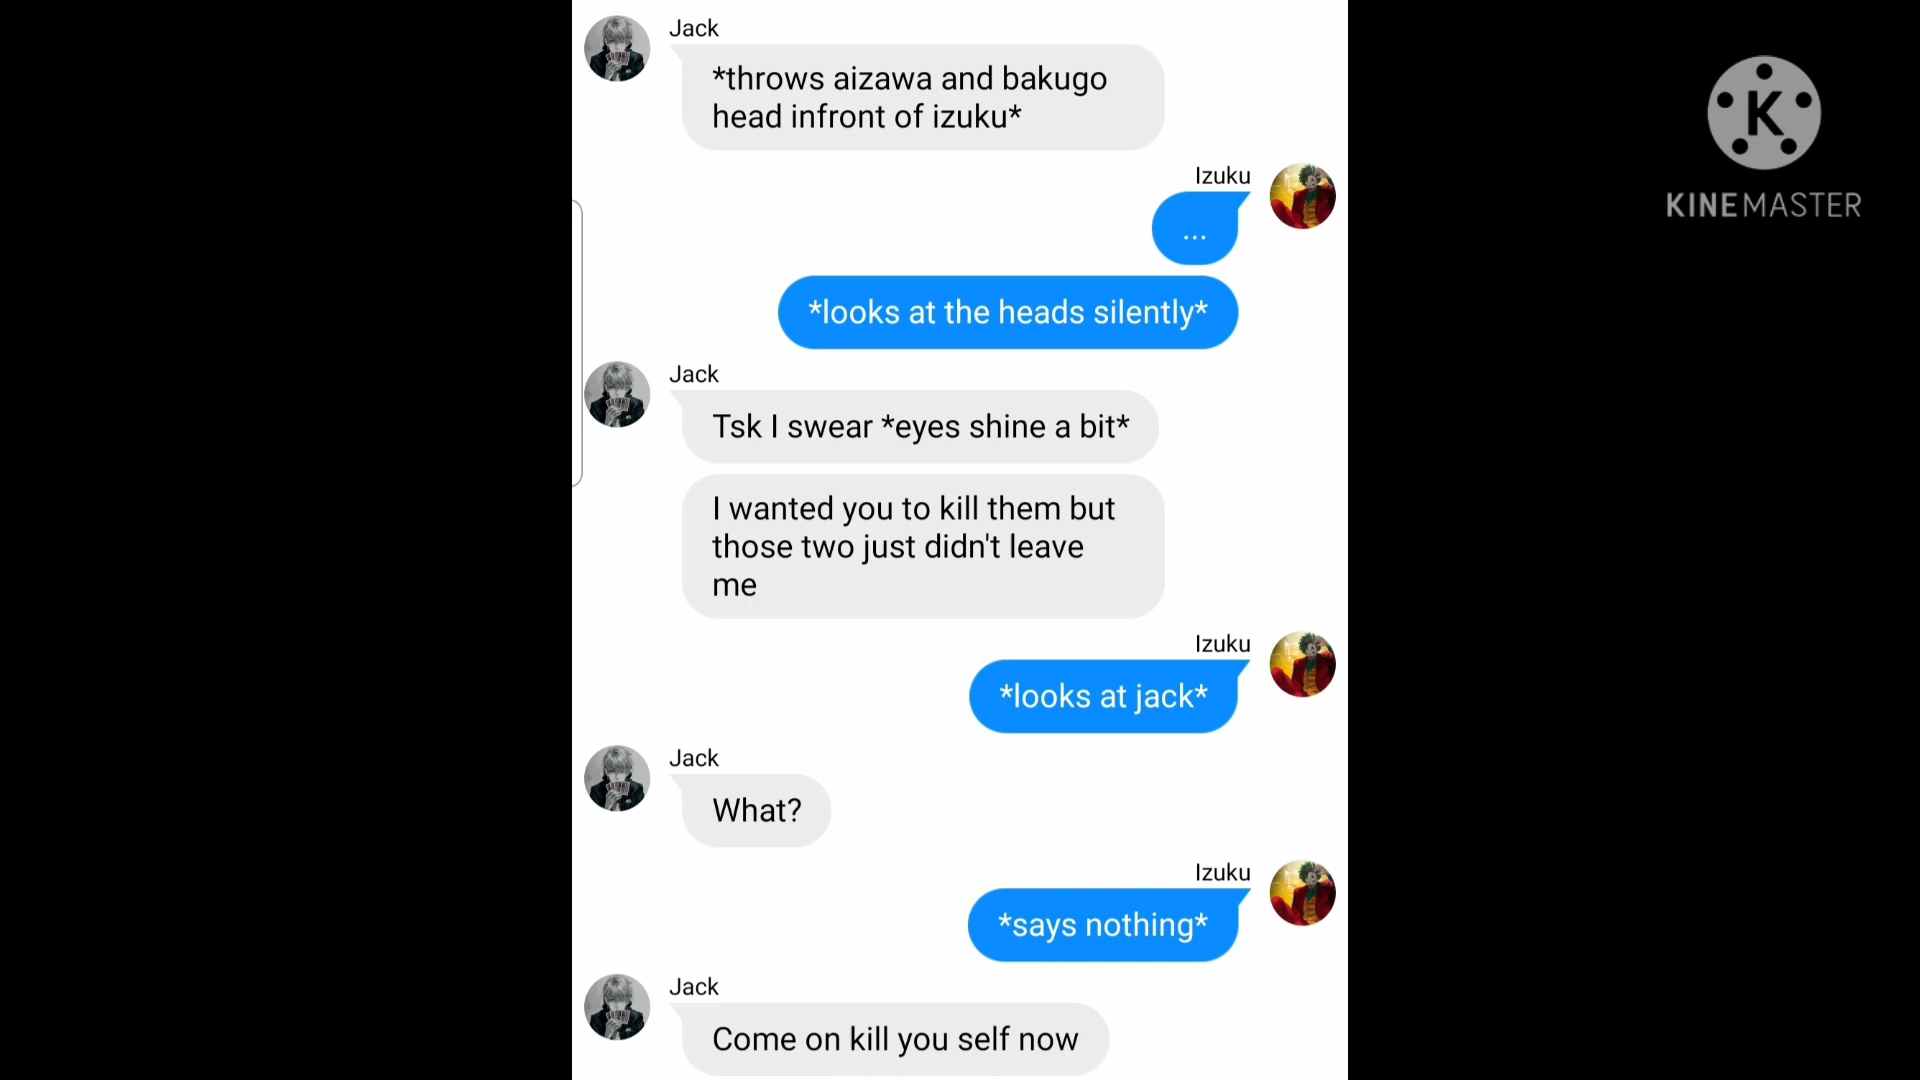 Jack
*throws aizawa and bakugo
head infront of izuku*
Izuku
...
*looks at the heads silently*
Jack
Tsk I swear *eyes shine a bit*
I wanted you to kill them but
those two just didn't leave
me
Izuku
*looks at jack*
Jack
What?
Izuku
*says nothing*
Jack
Come on kill you self now
K
KINEMASTER